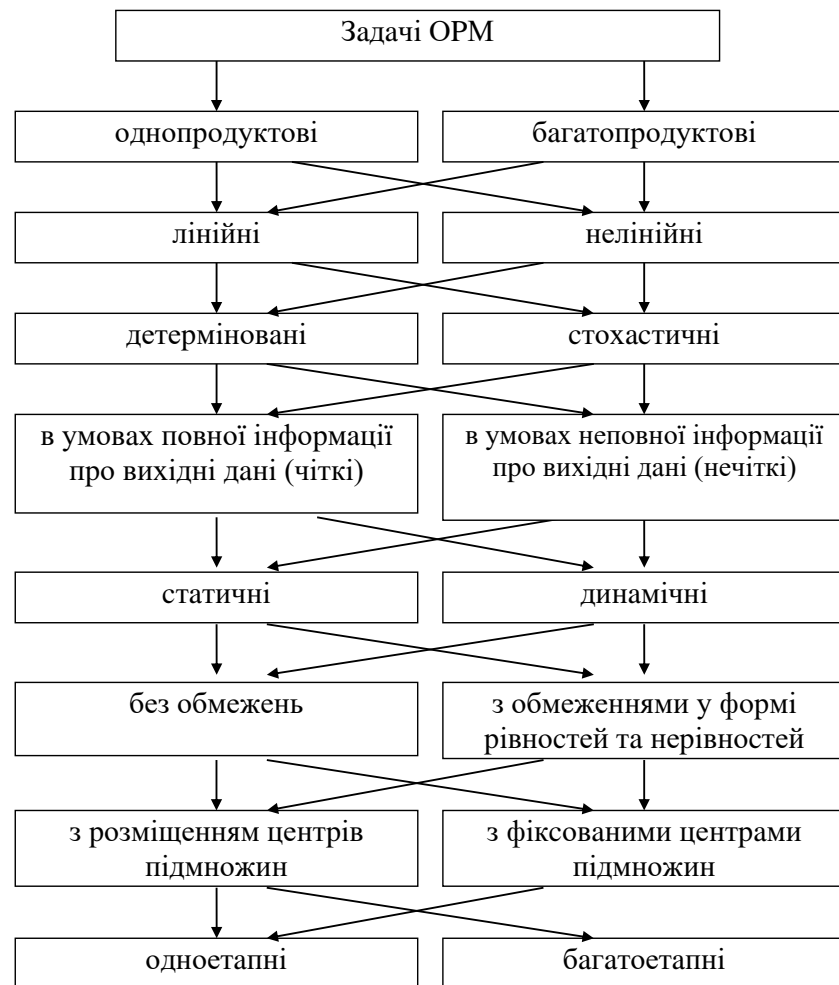 Задачі ОРМ
однопродуктові
багатопродуктові
лінійні
нелінійні
детерміновані
стохастичні
в умовах повної інформації
про вихідні дані (чіткі)
в умовах неповної інформації
про вихідні дані (нечіткі)
статичні
динамічні
без обмежень
з обмеженнями у формі
рівностей та нерівностей
з розміщенням центрів
підмножин
з фіксованими центрами
підмножин
одноетапні
багатоетапні